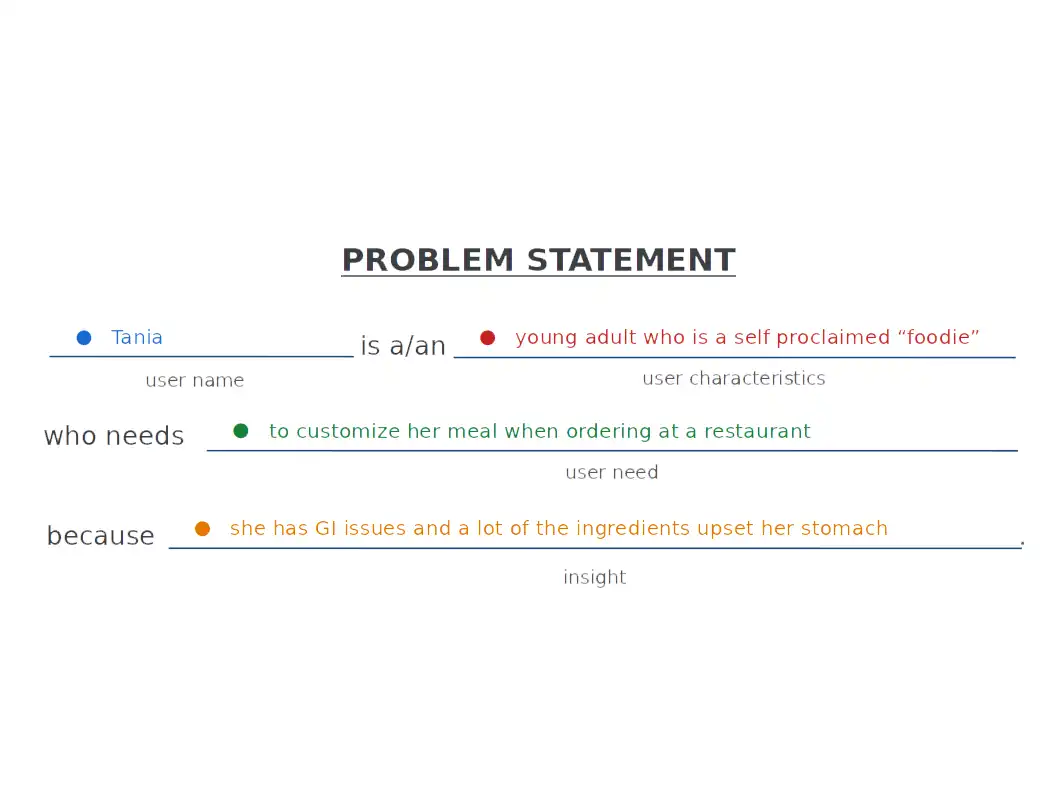 PROBLEM STATEMENT
● Tania is a/an ● young adult who is a self proclaimed “foodie”
user name user characteristics
who needs ● to customize her meal when ordering at a restaurant
user need
because ● she has GI issues and a lot of the ingredients upset her stomach .
insight